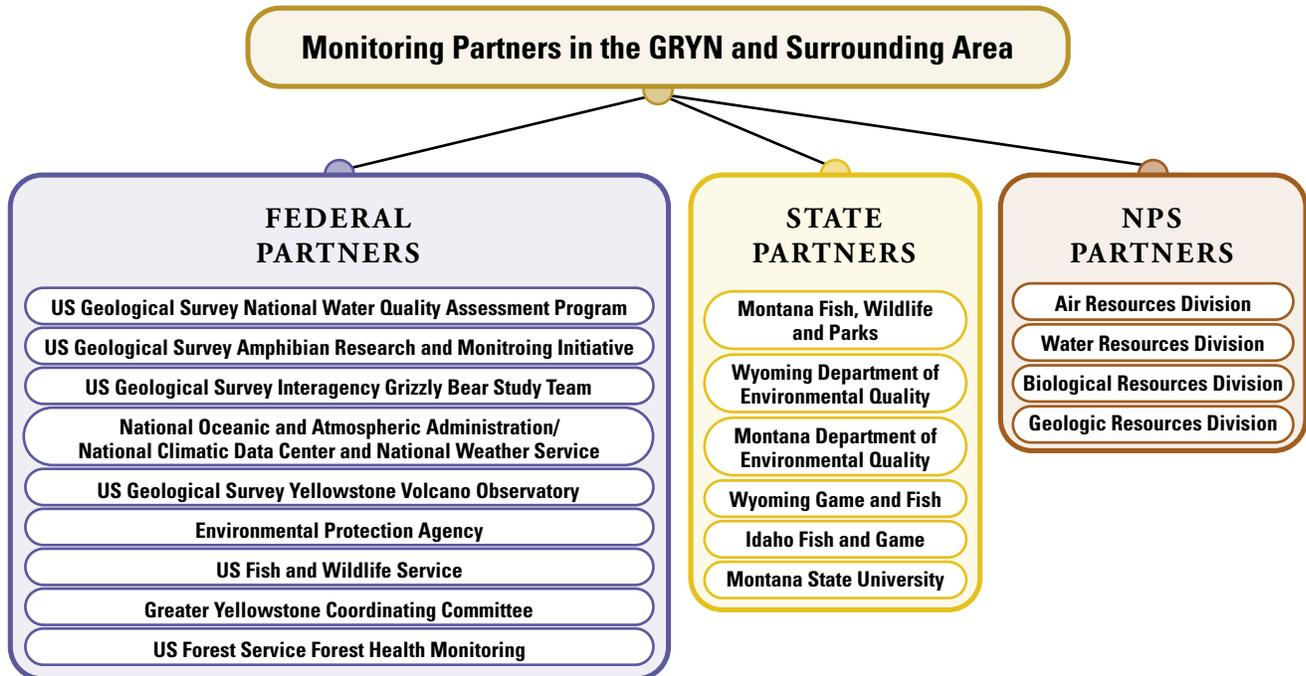 Monitoring Partners in the GRYN and Surrounding Area
FEDERAL
PARTNERS
US Geological Survey National Water Quality Assessment Program
US Geological Survey Amphibian Research and Monitroing Initiative
US Geological Survey Interagency Grizzly Bear Study Team
National Oceanic and Atmospheric Administration/
National Climatic Data Center and National Weather Service
US Geological Survey Yellowstone Volcano Observatory
Environmental Protection Agency
US Fish and Wildlife Service
Greater Yellowstone Coordinating Committee
US Forest Service Forest Health Monitoring
STATE
PARTNERS
Montana Fish, Wildlife
and Parks
Wyoming Department of
Environmental Quality
Montana Department of
Environmental Quality
Wyoming Game and Fish
Idaho Fish and Game
Montana State University
NPS
PARTNERS
Air Resources Division
Water Resources Division
Biological Resources Division
Geologic Resources Division